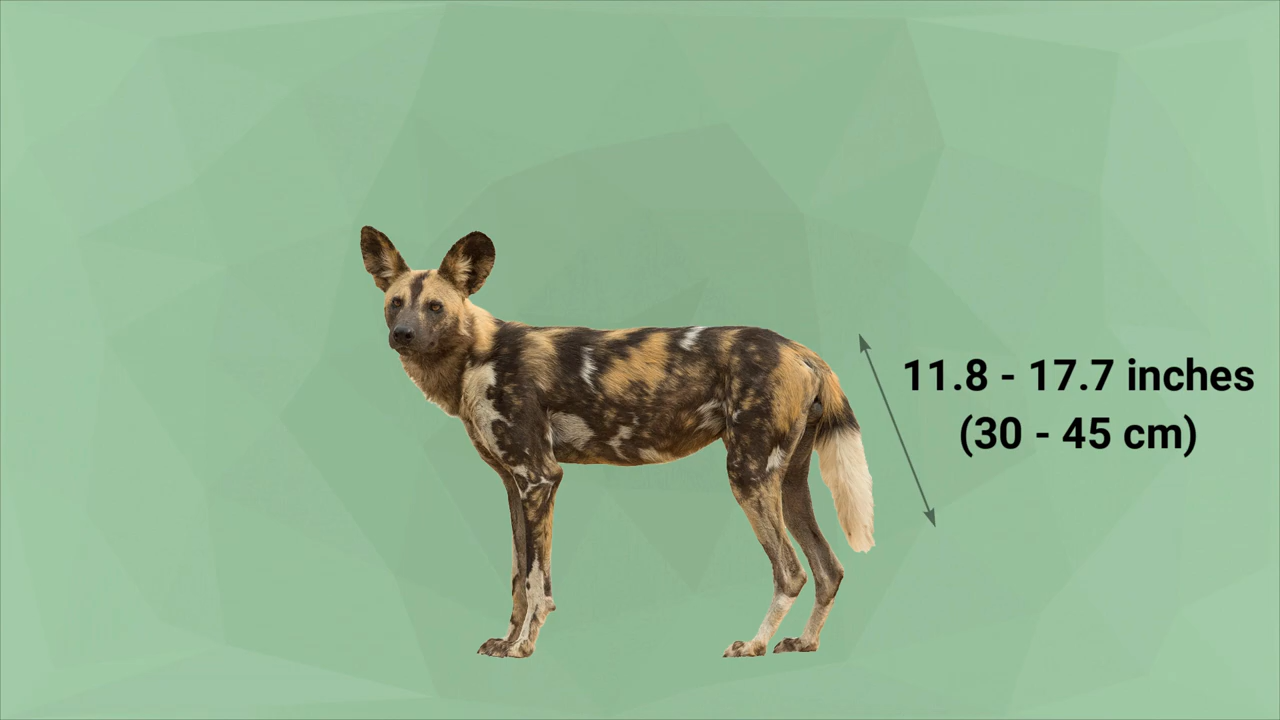 11.8 - 17.7 inches
(30 - 45 cm)